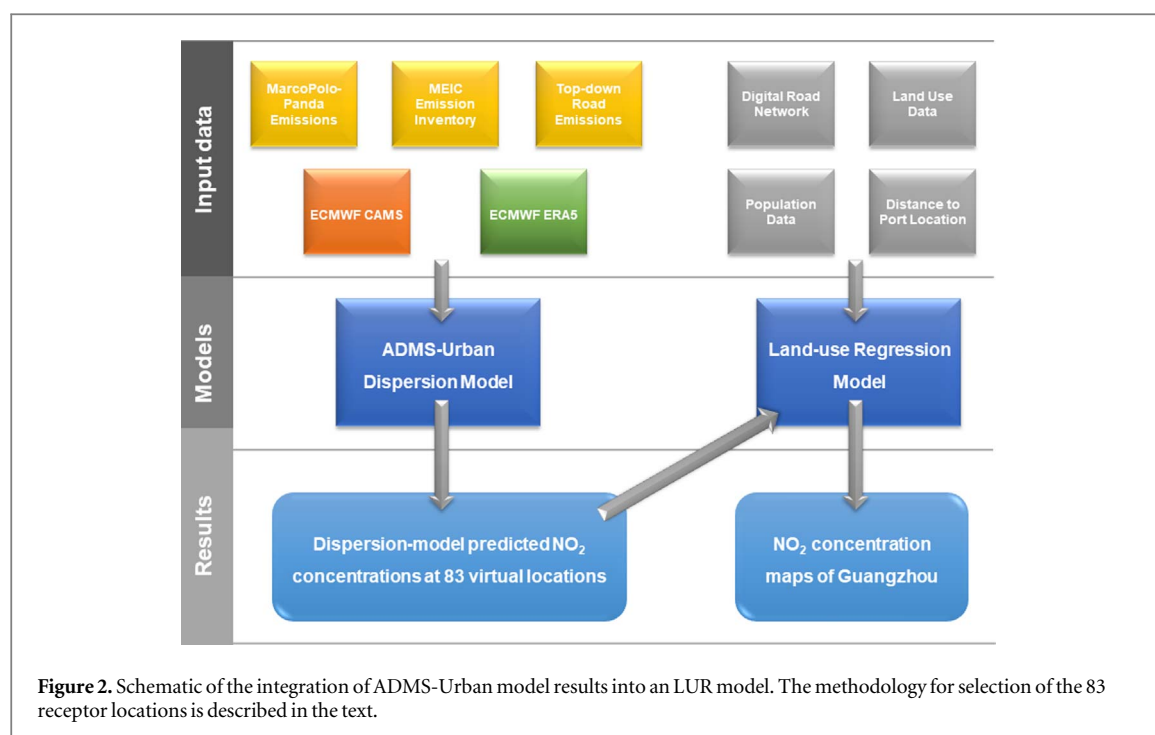 Input data
MarcoPolo-
Panda
Emissions
MEIC
Emission
Inventory
Top-down
Road
Emissions
Digital Road
Network
Land Use
Data
ECMWF CAMS
ECMWF ERA5
Population
Data
Distance to
Port Location
Models
ADMS-Urban
Dispersion Model
Land-use Regression
Model
Results
Dispersion-model predicted NO₂
concentrations at 83 virtual locations
NO₂ concentration
maps of Guangzhou
Figure 2. Schematic of the integration of ADMS-Urban model results into an LUR model. The methodology for selection of the 83
receptor locations is described in the text.